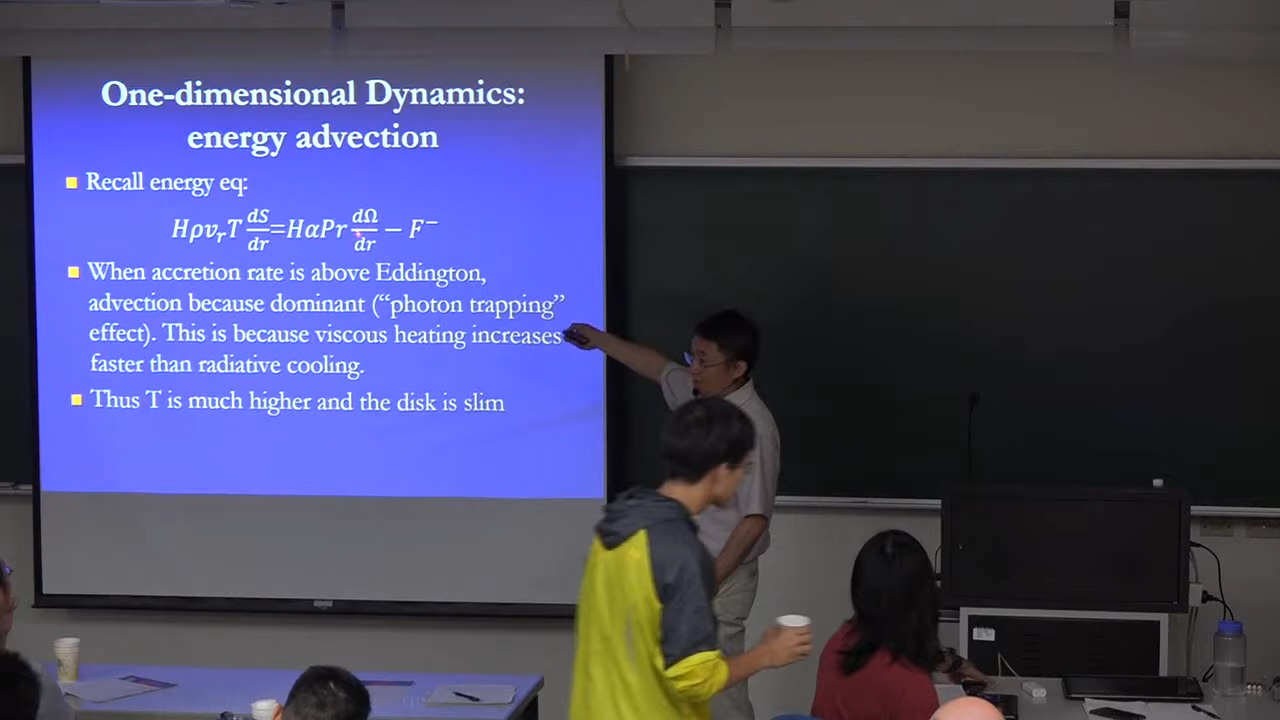 One-dimensional Dynamics:
energy advection
Recall energy eq:
HρvᵣT dS/dr=HαPr dΩ/dr − F⁻
When accretion rate is above Eddington,
advection because dominant (“photon trapping”
effect). This is because viscous heating increases
faster than radiative cooling.
Thus T is much higher and the disk is slim